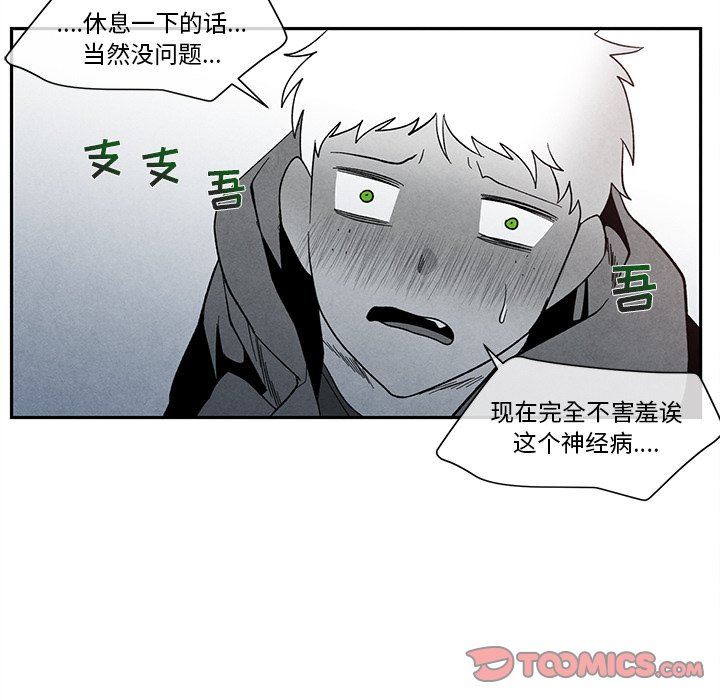 ....休息一下的话...
当然没问题...
支支吾
吾
现在完全不害羞诶
这个神经病....
TOOMICS.COM